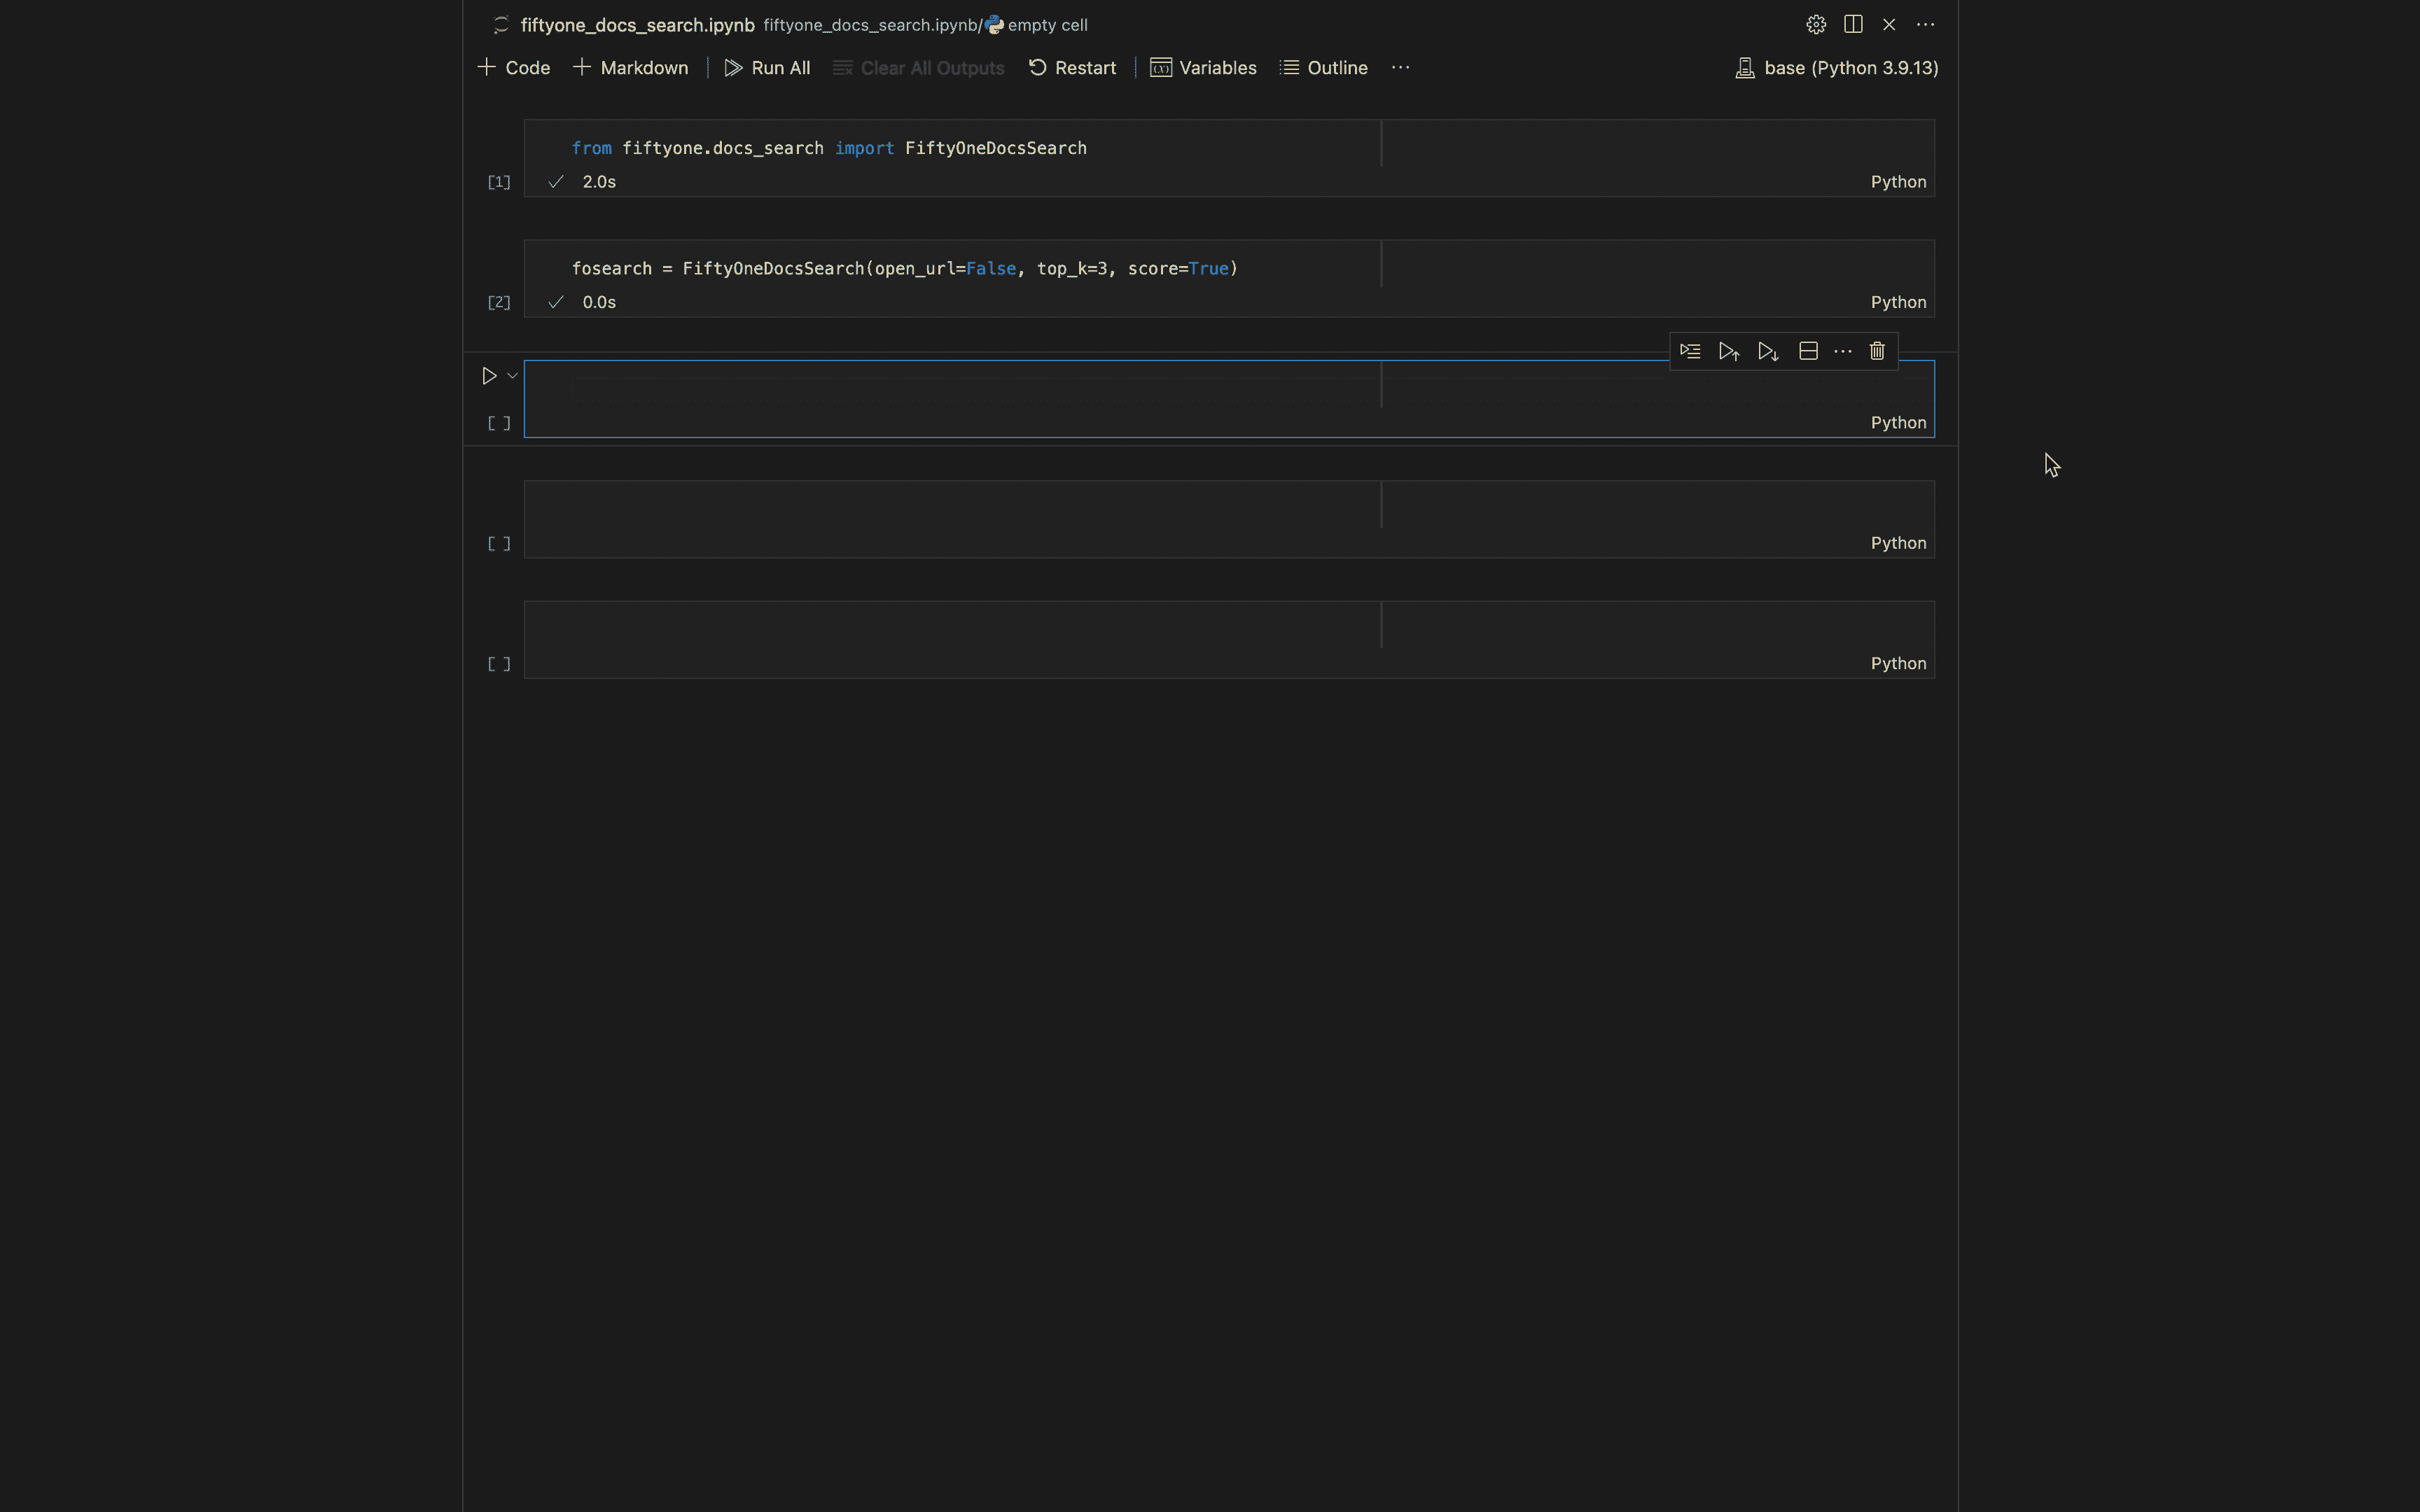 fiftyone_docs_search.ipynb fiftyone_docs_search.ipynb/ empty cell
Code Markdown Run All Clear All Outputs Restart Variables Outline ··· base (Python 3.9.13)
from fiftyone.docs_search import FiftyOneDocsSearch
[1] 2.0s Python
fosearch = FiftyOneDocsSearch(open_url=False, top_k=3, score=True)
[2] 0.0s Python
[ ] Python
[ ] Python
[ ] Python